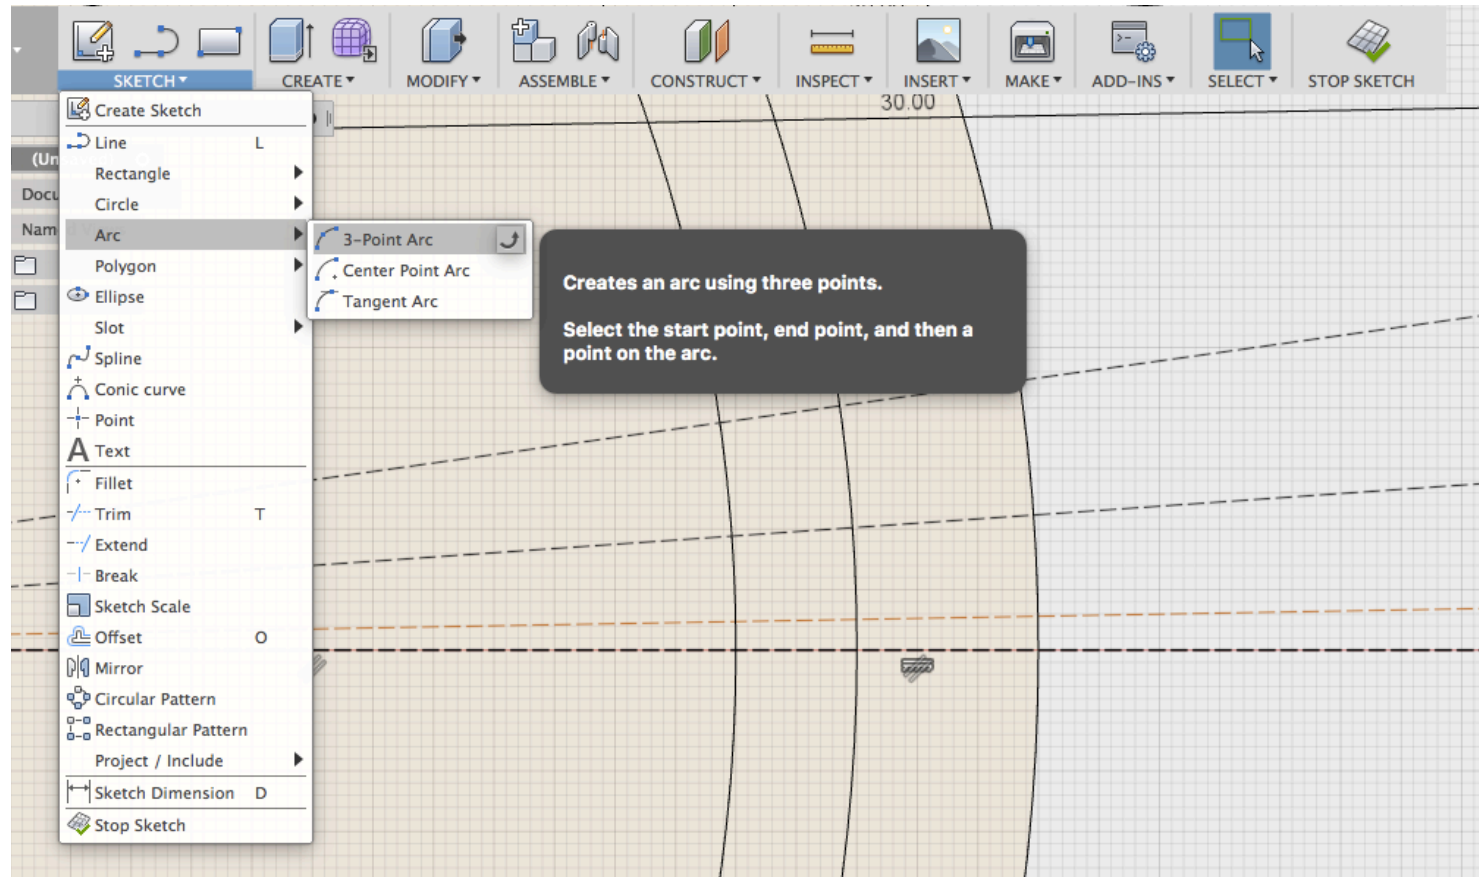 SKETCH
CREATE
MODIFY
ASSEMBLE
CONSTRUCT
INSPECT
INSERT
MAKE
ADD-INS
SELECT
STOP SKETCH
30.00
Create Sketch
Line L
(Un
Rectangle
Docu
Circle
Nam
Arc
3-Point Arc
Center Point Arc
Tangent Arc
Creates an arc using three points.
Select the start point, end point, and then a
point on the arc.
Polygon
Ellipse
Slot
Spline
Conic curve
Point
Text
Fillet
Trim T
Extend
Break
Sketch Scale
Offset O
Mirror
Circular Pattern
Rectangular Pattern
Project / Include
Sketch Dimension D
Stop Sketch